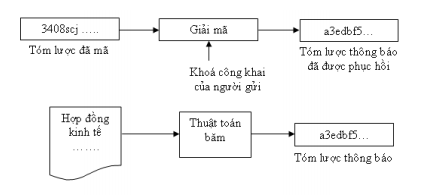 3408scj .....
Giải mã
a3edbf5...
Tóm lược đã mã
Tóm lược thông báo
đã được phục hồi
Khoá công khai
của người gửi
Hợp đồng
kinh tế
.......
Thuật toán
băm
a3edbf5...
Tóm lược thông báo